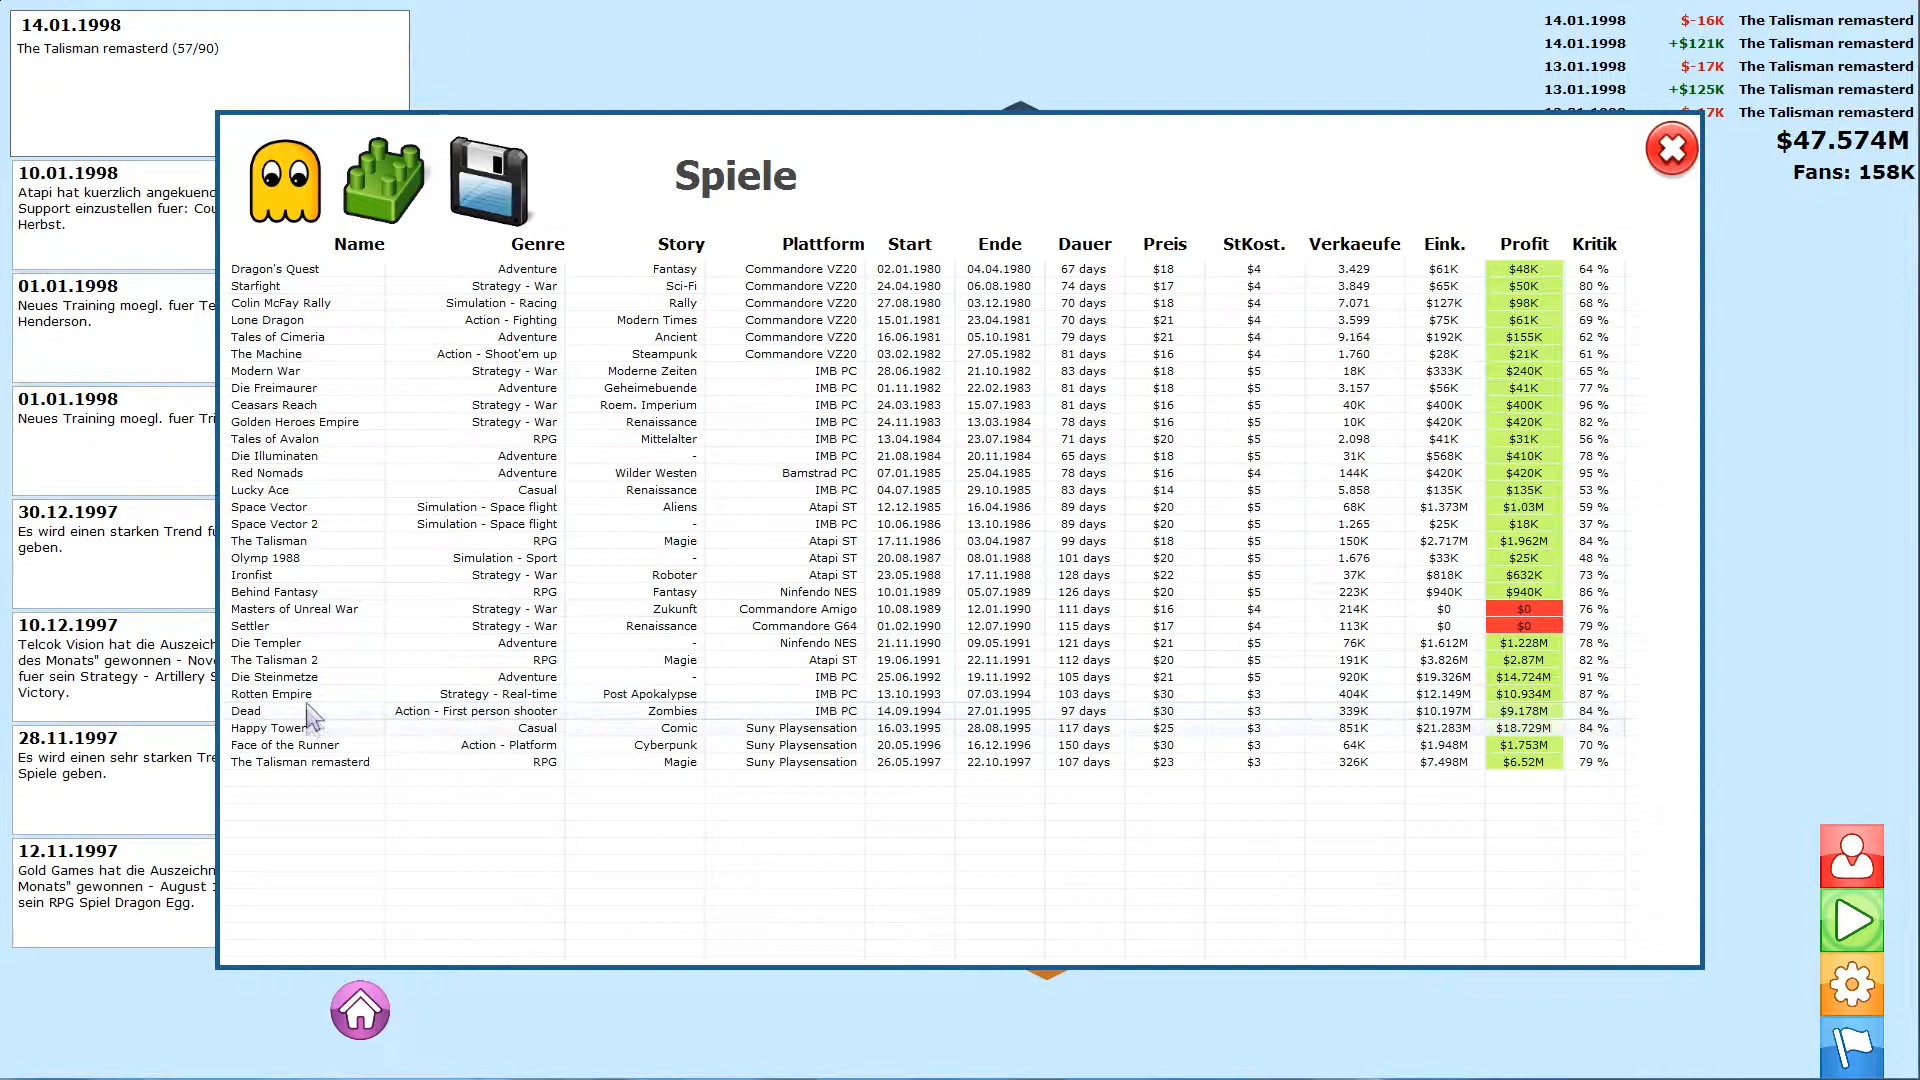 14.01.1998
The Talisman remasterd (57/90)
10.01.1998
Atapi hat kuerzlich angekuend
Support einzustellen fuer: Cou
Herbst.
01.01.1998
Neues Training moegl. fuer Te
Henderson.
01.01.1998
Neues Training moegl. fuer Tri
30.12.1997
Es wird einen starken Trend fu
geben.
10.12.1997
Telcok Vision hat die Auszeich
des Monats" gewonnen - Nov
fuer sein Strategy - Artillery S
Victory.
28.11.1997
Es wird einen sehr starken Tre
Spiele geben.
12.11.1997
Gold Games hat die Auszeichn
Monats" gewonnen - August 1
sein RPG Spiel Dragon Egg.
14.01.1998 $-16K The Talisman remasterd
14.01.1998 +$121K The Talisman remasterd
13.01.1998 $-17K The Talisman remasterd
13.01.1998 +$125K The Talisman remasterd
17K The Talisman remasterd
$47.574M
Fans: 158K
Spiele
Name Genre Story Plattform Start Ende Dauer Preis StKost. Verkaeufe Eink. Profit Kritik
Dragon's Quest Adventure Fantasy Commandore VZ20 02.01.1980 04.04.1980 67 days $18 $4 3.429 $61K $48K 64 %
Starfight Strategy - War Sci-Fi Commandore VZ20 24.04.1980 06.08.1980 74 days $17 $4 3.849 $65K $50K 80 %
Colin McFay Rally Simulation - Racing Rally Commandore VZ20 27.08.1980 03.12.1980 70 days $18 $4 7.071 $127K $98K 68 %
Lone Dragon Action - Fighting Modern Times Commandore VZ20 15.01.1981 23.04.1981 70 days $21 $4 3.599 $75K $61K 69 %
Tales of Cimeria Adventure Ancient Commandore VZ20 16.06.1981 05.10.1981 79 days $21 $4 9.164 $192K $155K 62 %
The Machine Action - Shoot'em up Steampunk Commandore VZ20 03.02.1982 27.05.1982 81 days $16 $4 1.760 $28K $21K 61 %
Modern War Strategy - War Moderne Zeiten IMB PC 28.06.1982 21.10.1982 83 days $18 $5 18K $333K $240K 65 %
Die Freimaurer Adventure Geheimebuende IMB PC 01.11.1982 22.02.1983 81 days $18 $5 3.157 $56K $41K 77 %
Ceasars Reach Strategy - War Roem. Imperium IMB PC 24.03.1983 15.07.1983 81 days $16 $5 40K $400K $400K 96 %
Golden Heroes Empire Strategy - War Renaissance IMB PC 24.11.1983 13.03.1984 78 days $16 $5 10K $420K $420K 82 %
Tales of Avalon RPG Mittelalter IMB PC 13.04.1984 23.07.1984 71 days $20 $5 2.098 $41K $31K 56 %
Die Illuminaten Adventure - IMB PC 21.08.1984 20.11.1984 65 days $18 $5 31K $568K $410K 78 %
Red Nomads Adventure Wilder Westen Bamstrad PC 07.01.1985 25.04.1985 78 days $16 $4 144K $420K $420K 95 %
Lucky Ace Casual Renaissance IMB PC 04.07.1985 29.10.1985 83 days $14 $5 5.858 $135K $135K 53 %
Space Vector Simulation - Space flight Aliens Atapi ST 12.12.1985 16.04.1986 89 days $20 $5 68K $1.373M $1.03M 59 %
Space Vector 2 Simulation - Space flight - IMB PC 10.06.1986 13.10.1986 89 days $20 $5 1.265 $25K $18K 37 %
The Talisman RPG Magie Atapi ST 17.11.1986 03.04.1987 99 days $18 $5 150K $2.717M $1.962M 84 %
Olymp 1988 Simulation - Sport - Atapi ST 20.08.1987 08.01.1988 101 days $20 $5 1.676 $33K $25K 48 %
Ironfist Strategy - War Roboter Atapi ST 23.05.1988 17.11.1988 128 days $22 $5 37K $818K $632K 73 %
Behind Fantasy RPG Fantasy Ninfendo NES 10.01.1989 05.07.1989 126 days $20 $5 223K $940K $940K 86 %
Masters of Unreal War Strategy - War Zukunft Commandore Amigo 10.08.1989 12.01.1990 111 days $16 $4 214K $0 $0 76 %
Settler Strategy - War Renaissance Commandore G64 01.02.1990 12.07.1990 115 days $17 $4 113K $0 $0 79 %
Die Templer Adventure - Ninfendo NES 21.11.1990 09.05.1991 121 days $21 $5 76K $1.612M $1.228M 78 %
The Talisman 2 RPG Magie Atapi ST 19.06.1991 22.11.1991 112 days $20 $5 191K $3.826M $2.87M 82 %
Die Steinmetze Adventure - IMB PC 25.06.1992 19.11.1992 105 days $21 $5 920K $19.326M $14.724M 91 %
Rotten Empire Strategy - Real-time Post Apokalypse IMB PC 13.10.1993 07.03.1994 103 days $30 $3 404K $12.149M $10.934M 87 %
Dead Action - First person shooter Zombies IMB PC 14.09.1994 27.01.1995 97 days $30 $3 339K $10.197M $9.178M 84 %
Happy Tower Casual Comic Suny Playsensation 16.03.1995 28.08.1995 117 days $25 $3 851K $21.283M $18.729M 84 %
Face of the Runner Action - Platform Cyberpunk Suny Playsensation 20.05.1996 16.12.1996 150 days $30 $3 64K $1.948M $1.753M 70 %
The Talisman remasterd RPG Magie Suny Playsensation 26.05.1997 22.10.1997 107 days $23 $3 326K $7.498M $6.52M 79 %